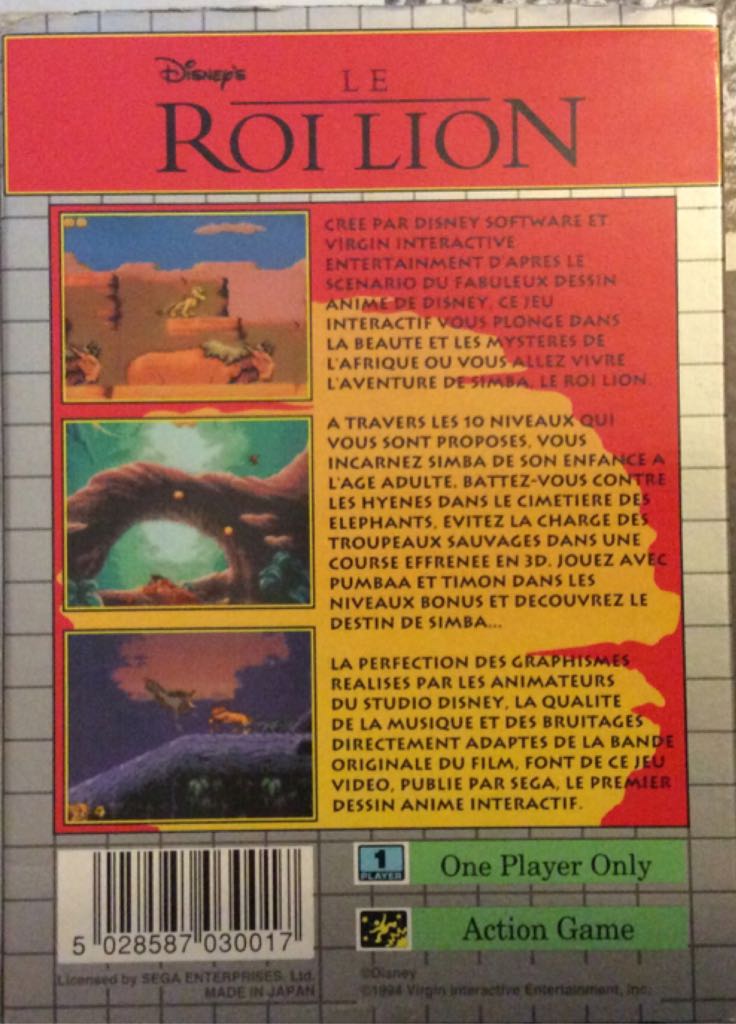 Disney's
LE
ROI LION
CREE PAR DISNEY SOFTWARE ET
VIRGIN INTERACTIVE
ENTERTAINMENT D'APRES LE
SCENARIO DU FABULEUX DESSIN
ANIME DE DISNEY, CE JEU
INTERACTIF VOUS PLONGE DANS
LA BEAUTE ET LES MYSTERES DE
L'AFRIQUE OU VOUS ALLEZ VIVRE
L'AVENTURE DE SIMBA, LE ROI LION.
A TRAVERS LES 10 NIVEAUX QUI
VOUS SONT PROPOSES, VOUS
INCARNEZ SIMBA DE SON ENFANCE A
L'AGE ADULTE. BATTEZ-VOUS CONTRE
LES HYENES DANS LE CIMETIERE DES
ELEPHANTS, EVITEZ LA CHARGE DES
TROUPEAUX SAUVAGES DANS UNE
COURSE EFFRENEE EN 3D. JOUEZ AVEC
PUMBAA ET TIMON DANS LES
NIVEAUX BONUS ET DECOUVREZ LE
DESTIN DE SIMBA...
LA PERFECTION DES GRAPHISMES
REALISES PAR LES ANIMATEURS
DU STUDIO DISNEY, LA QUALITE
DE LA MUSIQUE ET DES BRUITAGES
DIRECTEMENT ADAPTES DE LA BANDE
ORIGINALE DU FILM, FONT DE CE JEU
VIDEO, PUBLIE PAR SEGA, LE PREMIER
DESSIN ANIME INTERACTIF.
1
PLAYER
One Player Only
Action Game
5 028587 030017
Licensed by SEGA ENTERPRISES, Ltd.
MADE IN JAPAN
©Disney
©1994 Virgin Interactive Entertainment, Inc.